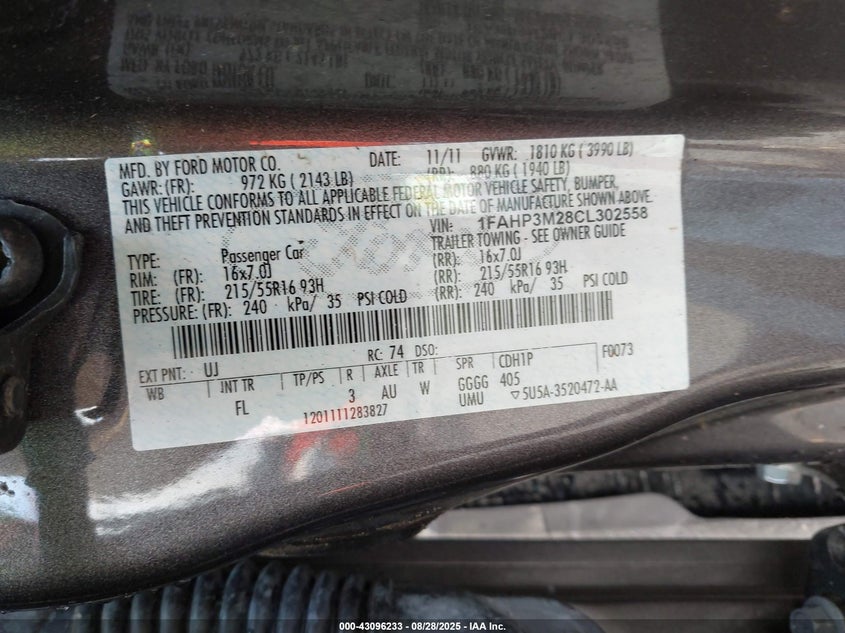 MFD. BY FORD MOTOR CO. DATE: 11/11 GVWR: 1810 KG ( 3990 LB)
GAWR: (FR): 972 KG ( 2143 LB) (RR): 880 KG ( 1940 LB)
THIS VEHICLE CONFORMS TO ALL APPLICABLE FEDERAL MOTOR VEHICLE SAFETY, BUMPER,
AND THEFT PREVENTION STANDARDS IN EFFECT ON THE DATE OF MANUFACTURE SHOWN ABOVE.
VIN: 1FAHP3M28CL302558
TYPE: Passenger Car TRAILER TOWING - SEE OWNER GUIDE
RIM: (FR): 16x7.0J (RR): 16x7.0J
TIRE: (FR): 215/55R16 93H (RR): 215/55R16 93H
PRESSURE: (FR): 240 kPa/ 35 PSI COLD (RR): 240 kPa/ 35 PSI COLD
EXT PNT: UJ RC: 74 DSO: F0073
WB INT TR TP/PS R AXLE TR SPR CDH1P
FL 3 AU W GGGG 405
UMU ▽5U5A-3520472-AA
1201111283827
000-43096233 - 08/28/2025 - IAA Inc.